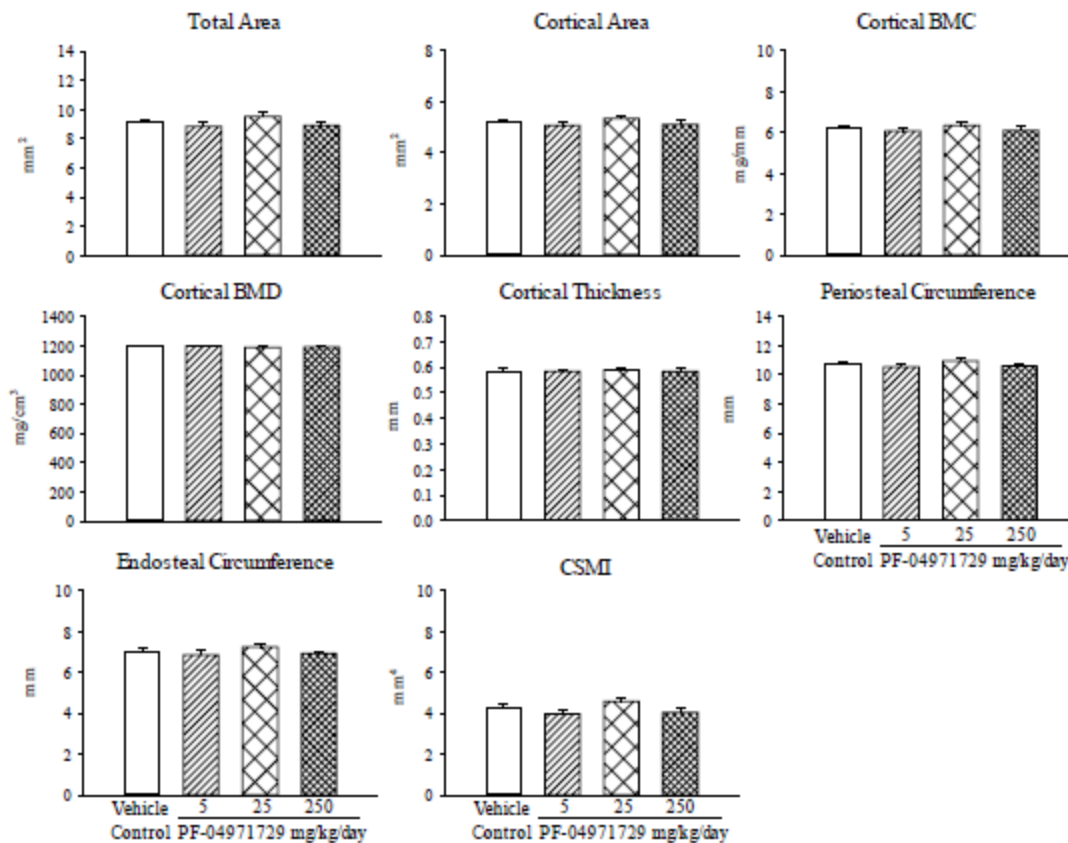 Total Area
14
12
10
8
6
4
2
0
mm²
Cortical Area
8
6
4
2
0
mm²
Cortical BMC
10
8
6
4
2
0
mg/mm
Cortical BMD
1400
1200
1000
800
600
400
200
0
mg/cm³
Cortical Thickness
0.8
0.7
0.6
0.5
0.4
0.3
0.2
0.1
0.0
mm
Periosteal Circumference
14
12
10
8
6
4
2
0
mm
Vehicle 5 25 250
Control PF-04971729 mg/kg/day
Endosteal Circumference
10
8
6
4
2
0
mm
Vehicle 5 25 250
Control PF-04971729 mg/kg/day
CSMI
10
8
6
4
2
0
mm⁴
Vehicle 5 25 250
Control PF-04971729 mg/kg/day